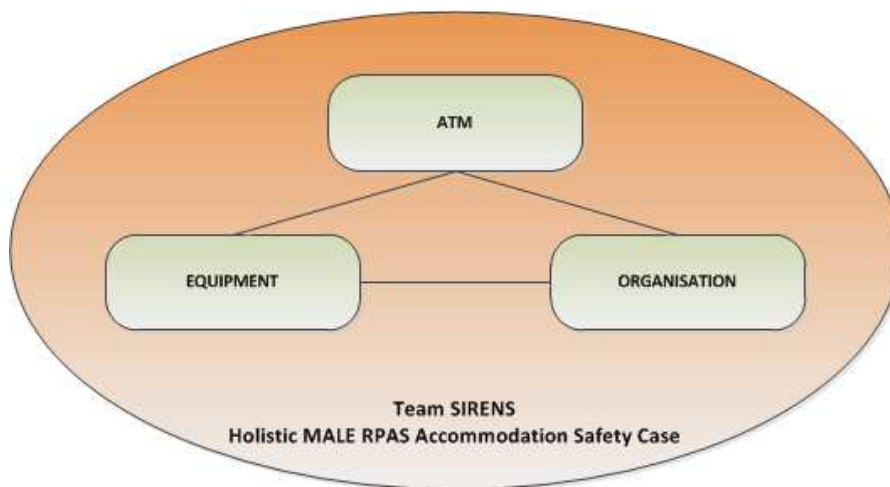 ATM
EQUIPMENT
ORGANISATION
Team SIRENS
Holistic MALE RPAS Accommodation Safety Case